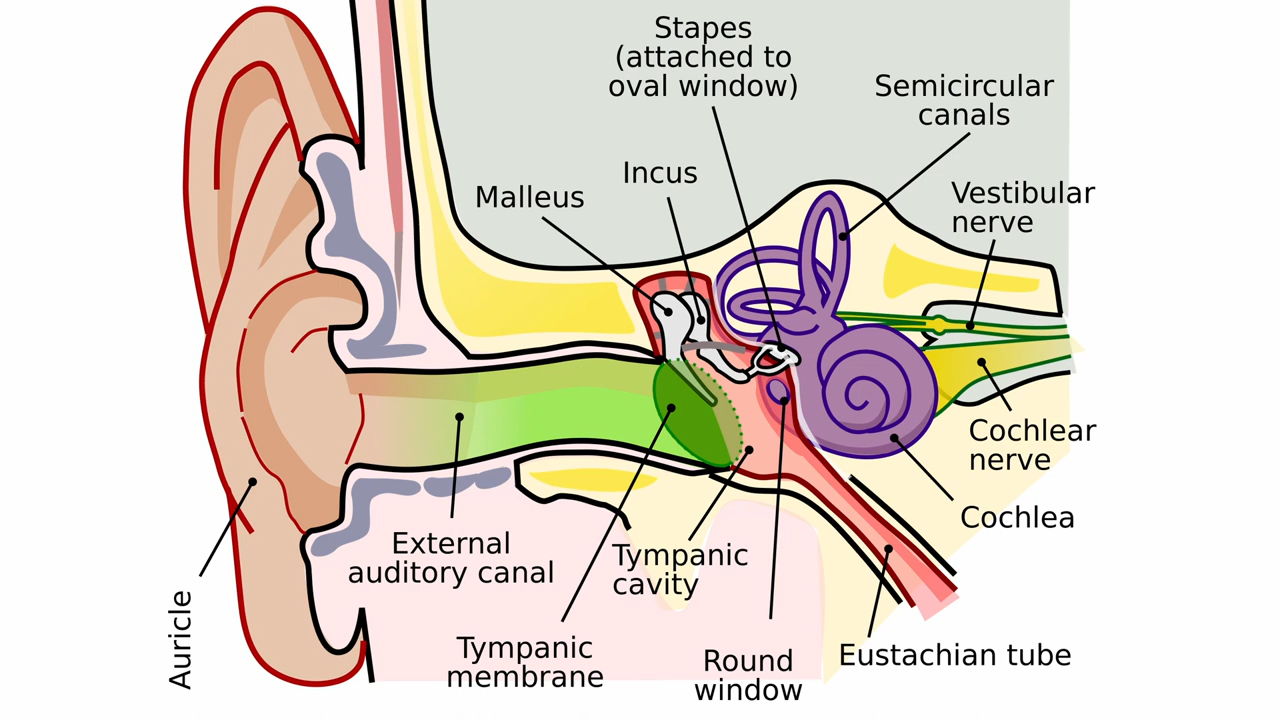 Stapes
(attached to
oval window)
Semicircular
canals
Incus
Malleus
Vestibular
nerve
Cochlear
nerve
Cochlea
External
auditory canal
Tympanic
cavity
Auricle
Tympanic
membrane
Round
window
Eustachian tube